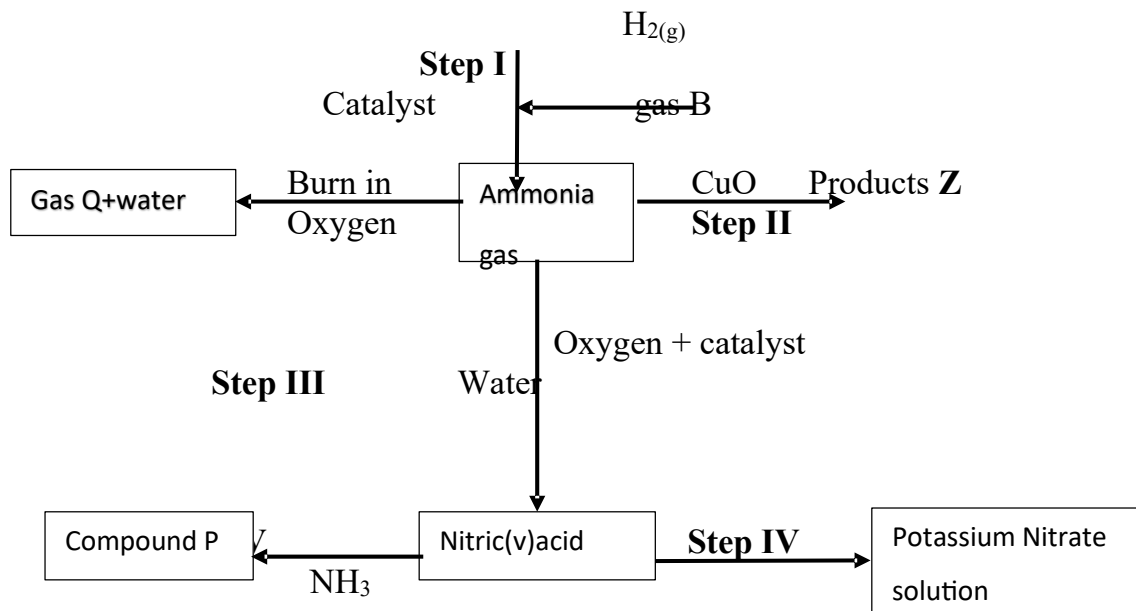 H2(g)
Step I
Catalyst gas B
Gas Q+water
Burn in
Oxygen
Ammonia
gas
CuO Products Z
Step II
Oxygen + catalyst
Step III Water
Compound P V
NH3
Nitric(v)acid
Step IV
Potassium Nitrate
solution